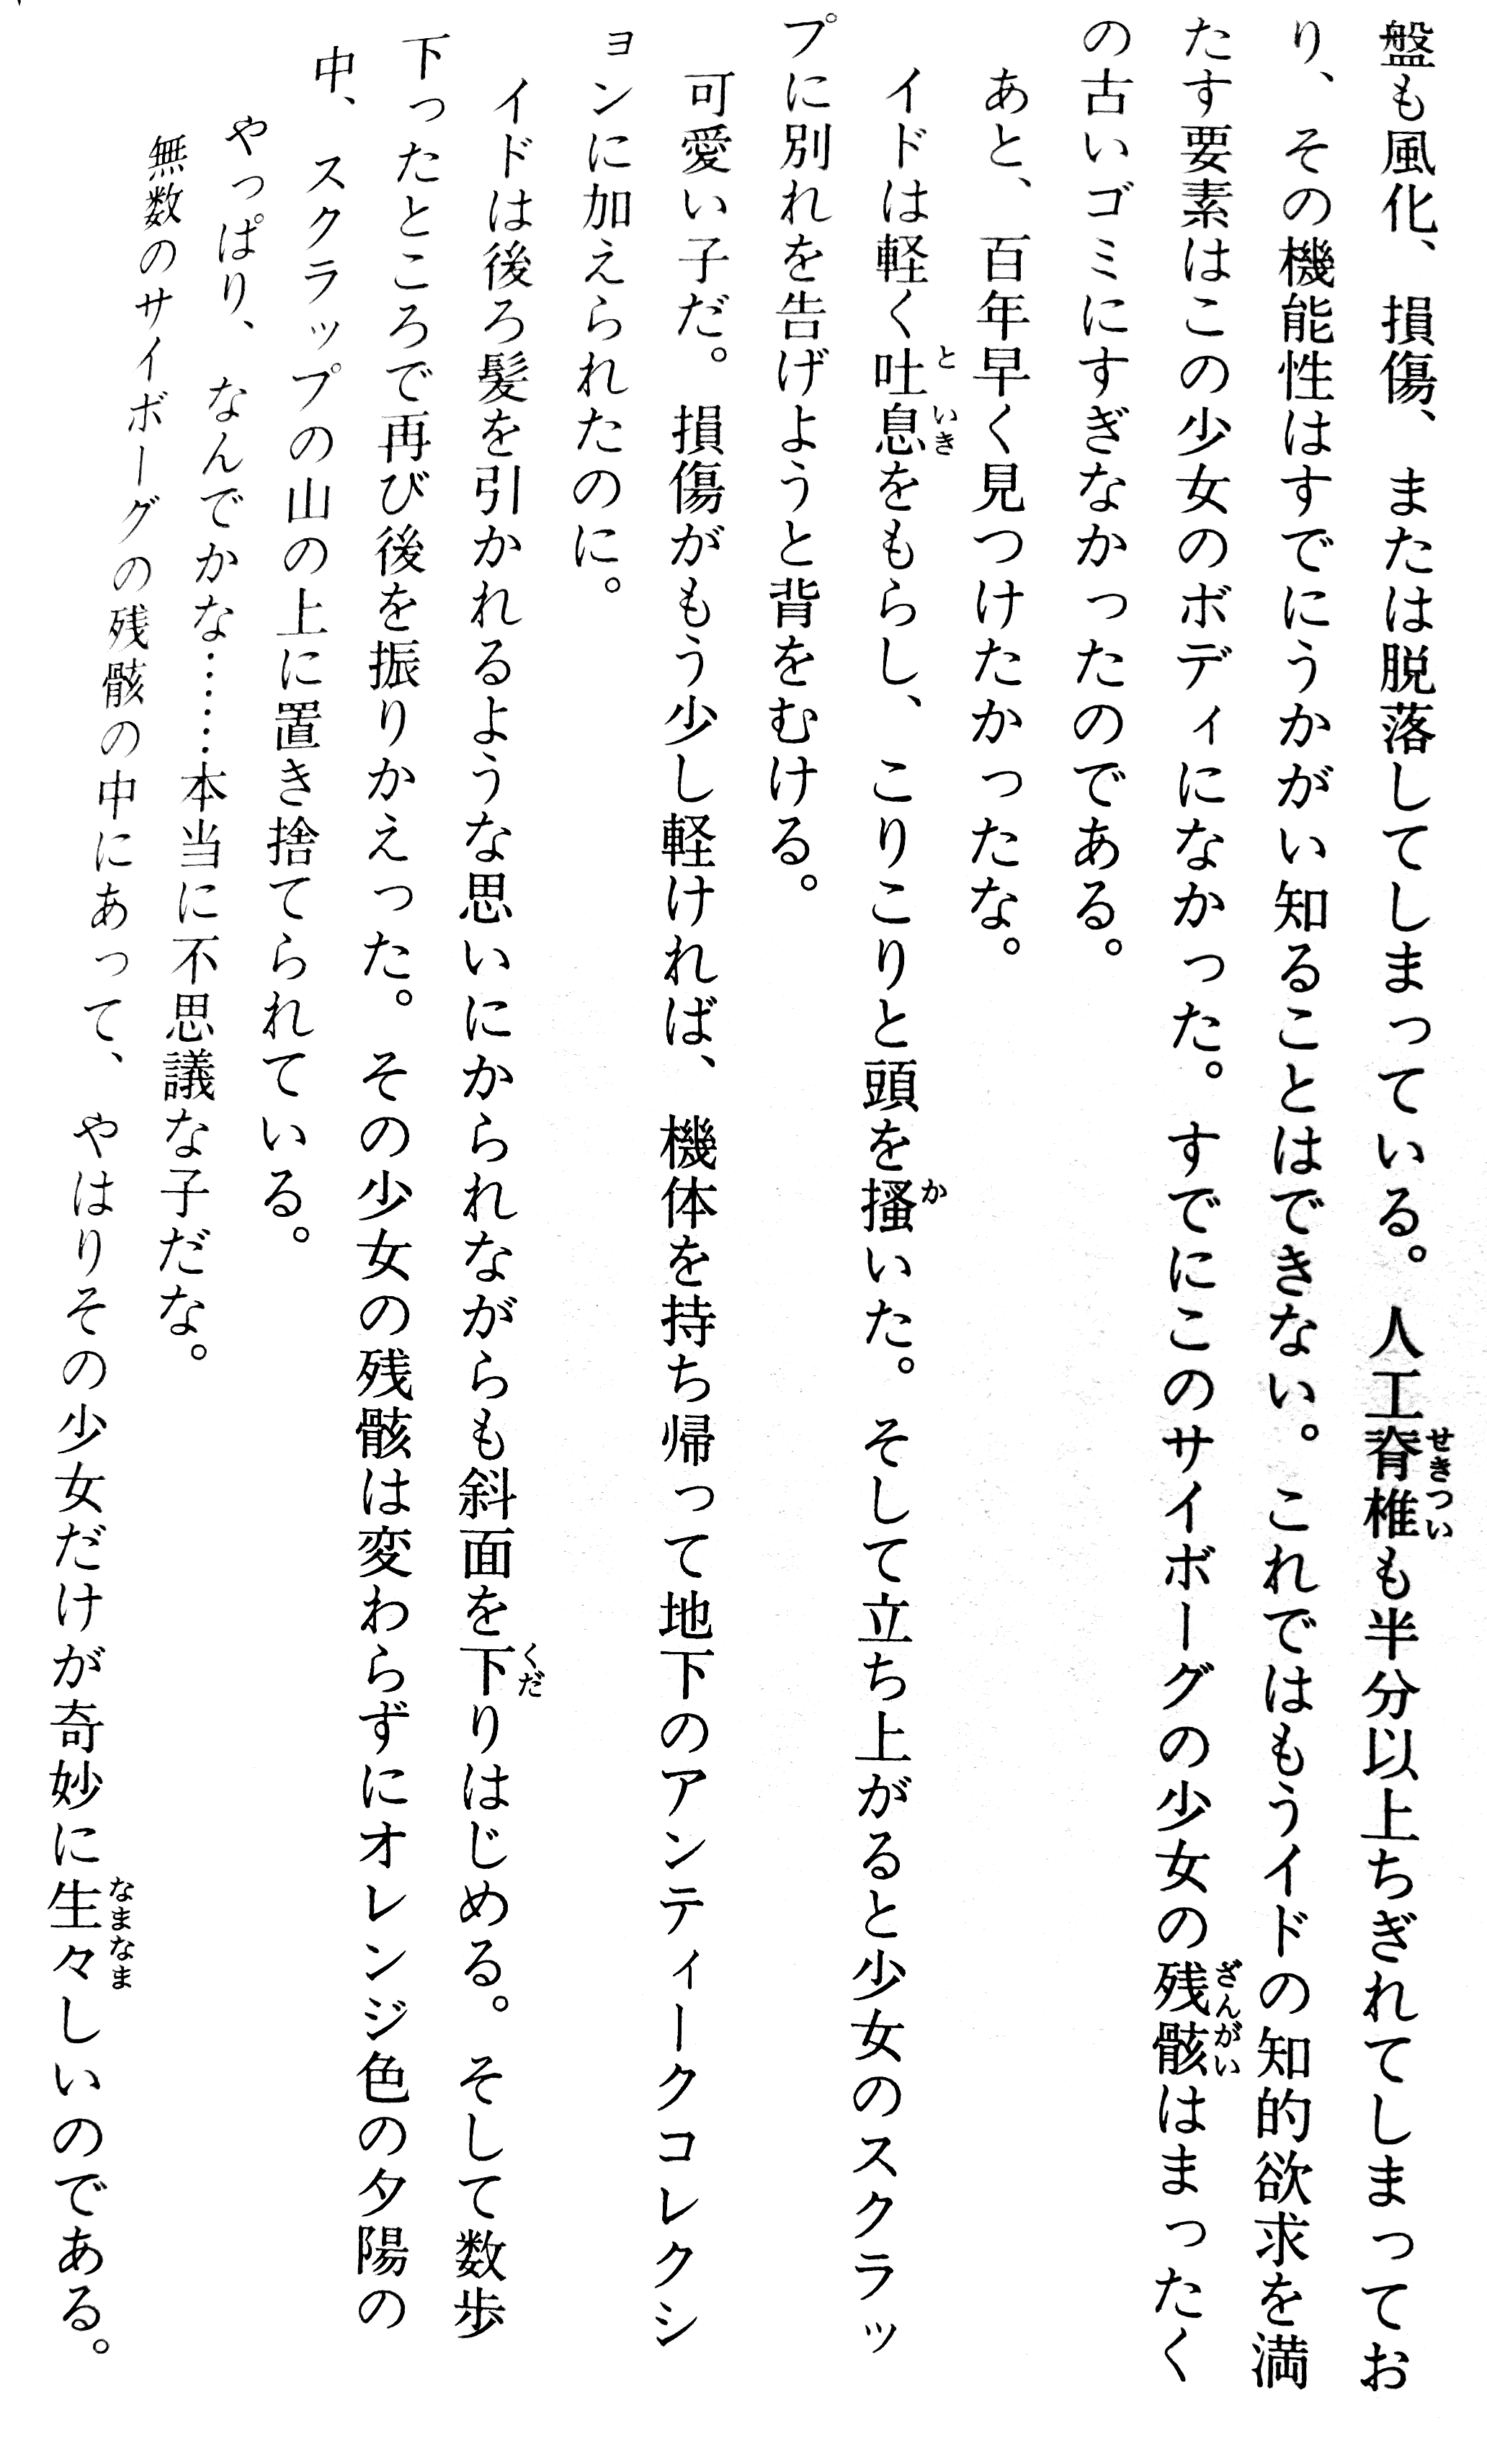 盤も風化、損傷、または脱落してしまっている。人工脊椎も半分以上ちぎれてしまってお
り、その機能性はすでにうかがい知ることはできない。これではもうイドの知的欲求を満
たす要素はこの少女のボディになかった。すでにこのサイボーグの少女の残骸はまったく
の古いゴミにすぎなかったのである。
あと、百年早く見つけたかったな。
イドは軽く吐息をもらし、こりこりと頭を掻いた。そして立ち上がると少女のスクラッ
プに別れを告げようと背をむける。
可愛い子だ。損傷がもう少し軽ければ、機体を持ち帰って地下のアンティークコレクシ
ョンに加えられたのに。
イドは後ろ髪を引かれるような思いにかられながらも斜面を下りはじめる。そして数歩
下ったところで再び後を振りかえった。その少女の残骸は変わらずにオレンジ色の夕陽の
中、スクラップの山の上に置き捨てられている。
やっぱり、なんでかな……本当に不思議な子だな。
無数のサイボーグの残骸の中にあって、やはりその少女だけが奇妙に生々しいのである。